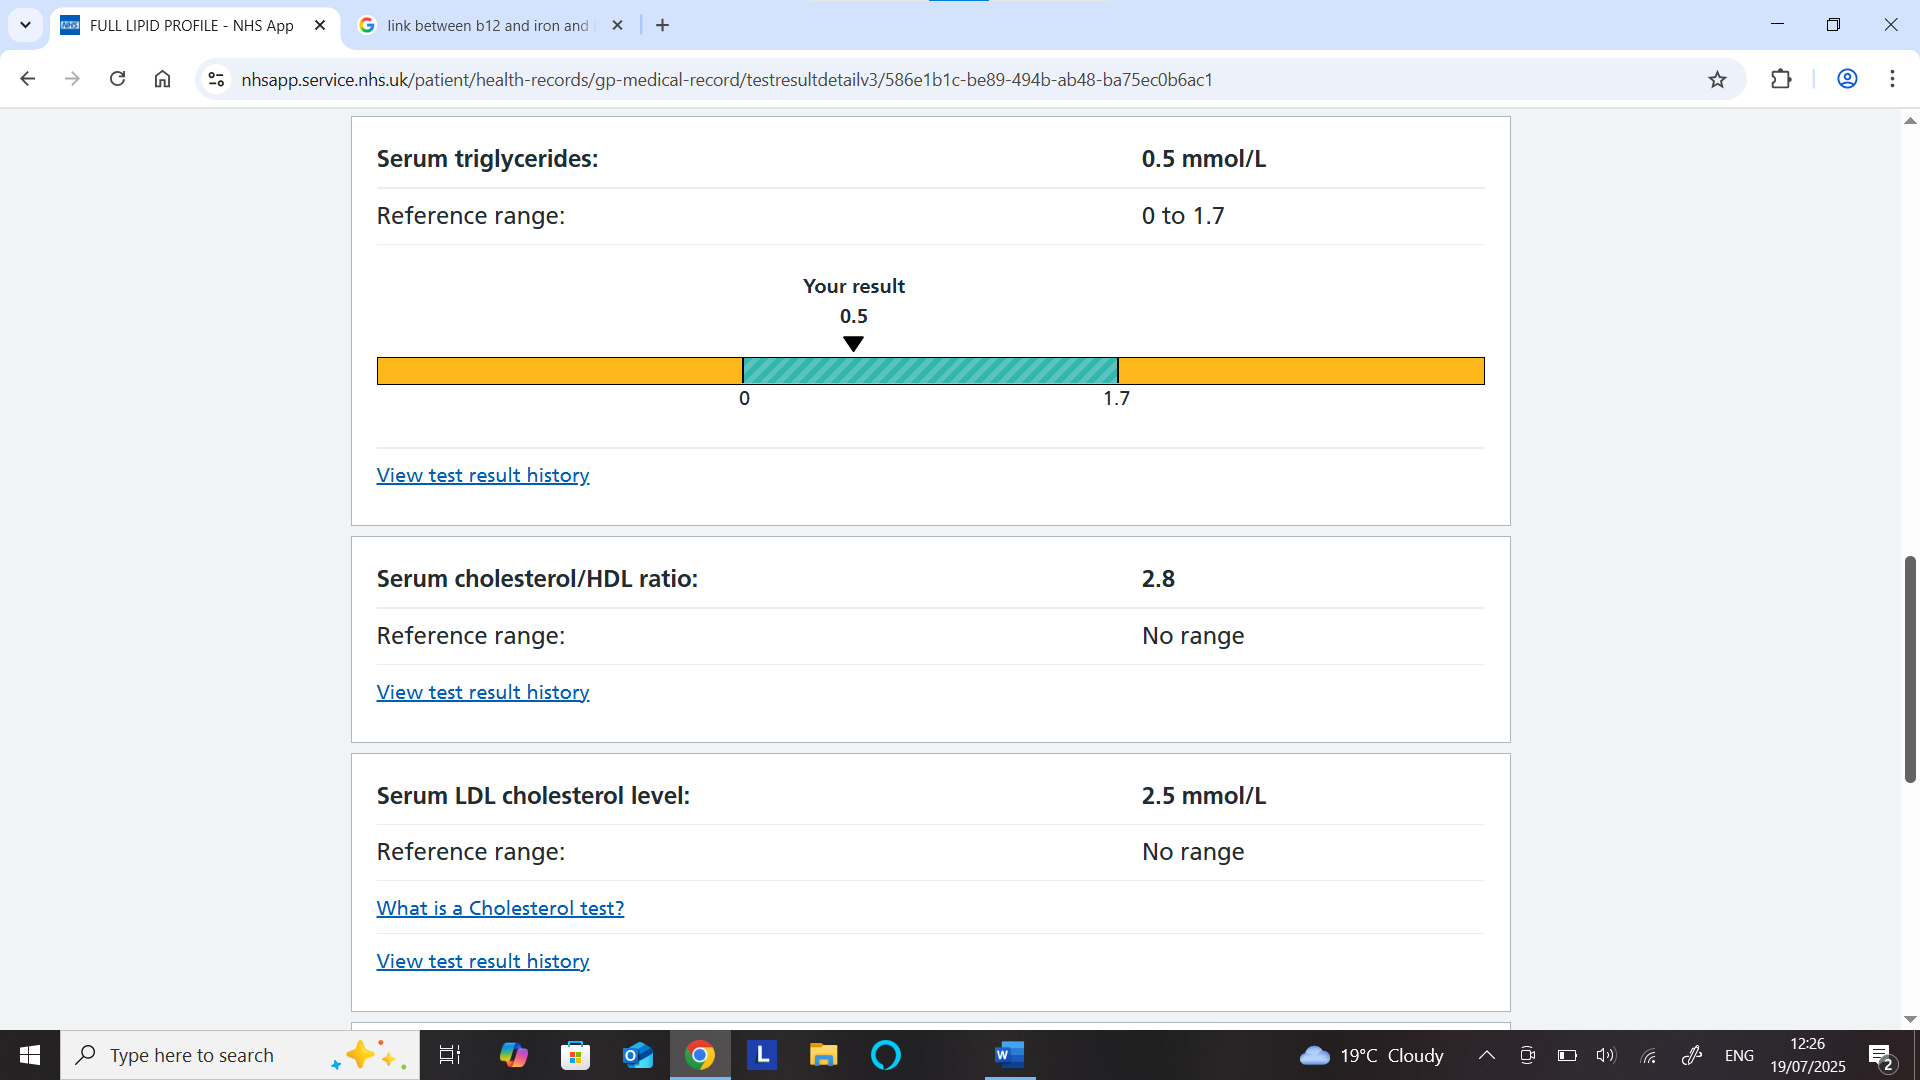 FULL LIPID PROFILE - NHS App
link between b12 and iron and
nhsapp.service.nhs.uk/patient/health-records/gp-medical-record/testresultdetailv3/586e1b1c-be89-494b-ab48-ba75ec0b6ac1
Serum triglycerides: 0.5 mmol/L
Reference range: 0 to 1.7
Your result
0.5
0 1.7
View test result history
Serum cholesterol/HDL ratio: 2.8
Reference range: No range
View test result history
Serum LDL cholesterol level: 2.5 mmol/L
Reference range: No range
What is a Cholesterol test?
View test result history
Type here to search
19°C Cloudy
ENG
12:26
19/07/2025
2